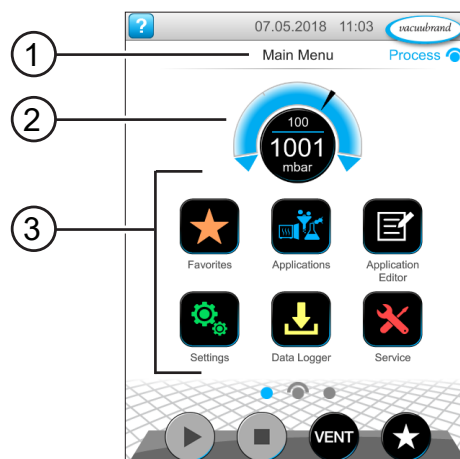 ?
07.05.2018 11:03
vacuubrand
1
Main Menu
Process
2
100
1001
mbar
3
Favorites
Applications
Application
Editor
Settings
Data Logger
Service
VENT